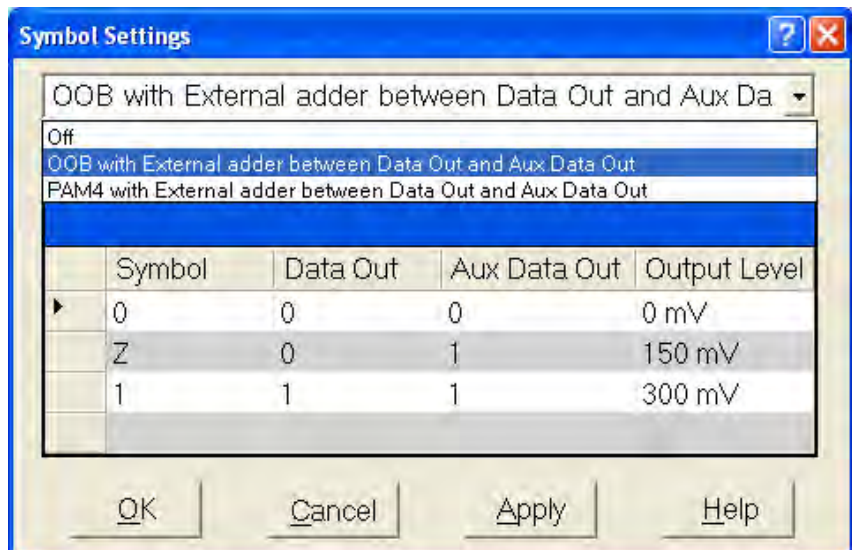 Symbol Settings
OOB with External adder between Data Out and Aux Da
Off
OOB with External adder between Data Out and Aux Data Out
PAM4 with External adder between Data Out and Aux Data Out
Symbol Data Out Aux Data Out Output Level
0 0 0 0 mV
Z 0 1 150 mV
1 1 1 300 mV
OK Cancel Apply Help